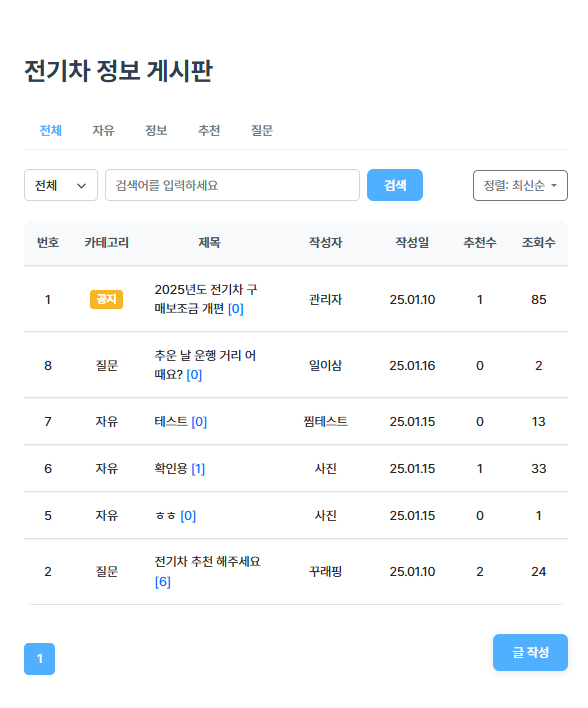 전기차 정보 게시판
전체 자유 정보 추천 질문
전체 검색어를 입력하세요 검색 정렬: 최신순
번호 카테고리 제목 작성자 작성일 추천수 조회수
1 공지 2025년도 전기차 구
매보조금 개편 [0] 관리자 25.01.10 1 85
8 질문 추운 날 운행 거리 어
때요? [0] 일이삼 25.01.16 0 2
7 자유 테스트 [0] 찜테스트 25.01.15 0 13
6 자유 확인용 [1] 사진 25.01.15 1 33
5 자유 ㅎㅎ [0] 사진 25.01.15 0 1
2 질문 전기차 추천 해주세요
[6] 꾸래핑 25.01.10 2 24
1 글 작성